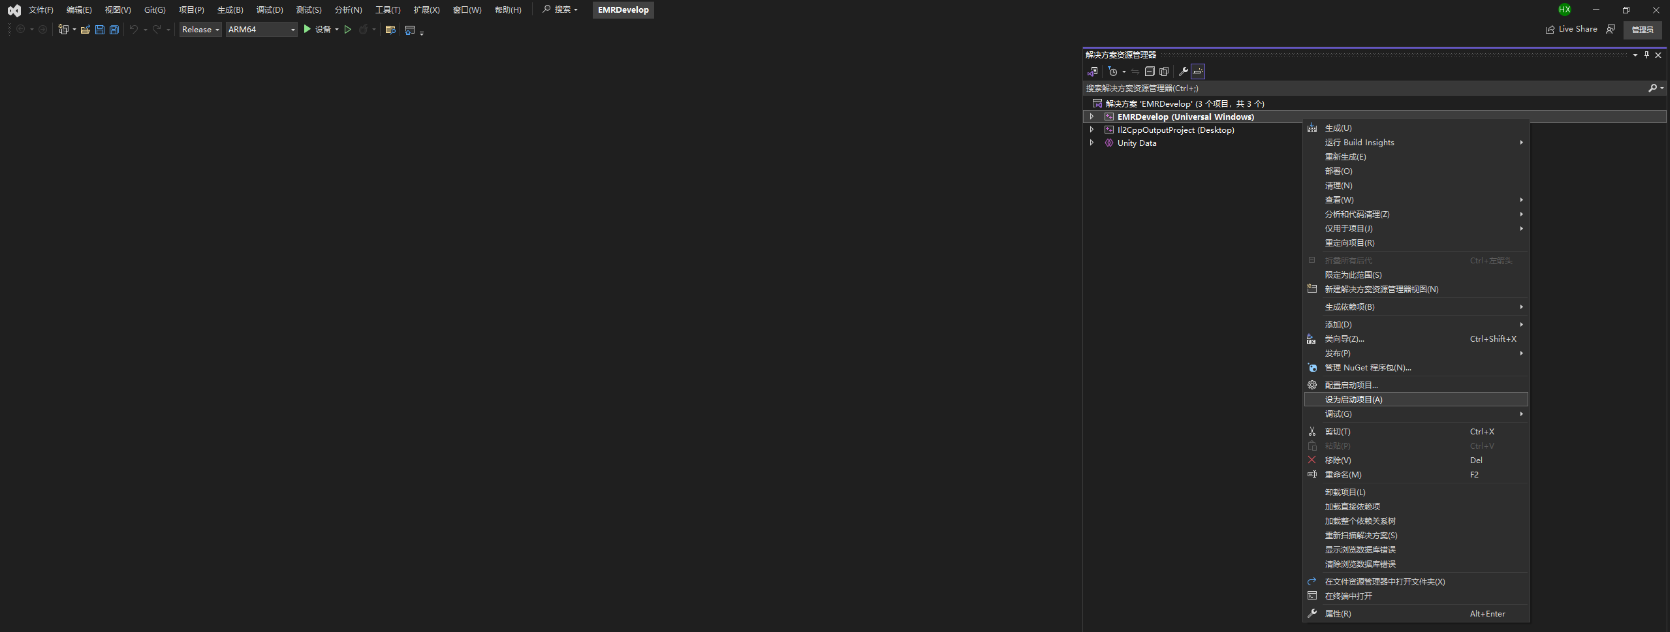 文件(F) 编辑(E) 视图(V) Git(G) 项目(P) 生成(B) 调试(D) 测试(S) 分析(N) 工具(T) 扩展(X) 窗口(W) 帮助(H) 搜索 EMRDevelop HX
Release ARM64 设备 Live Share 管理员
解决方案资源管理器
搜索解决方案资源管理器(Ctrl+;)
解决方案 'EMRDevelop' (3 个项目，共 3 个)
EMRDevelop (Universal Windows)
Il2CppOutputProject (Desktop)
Unity Data
生成(U)
运行 Build Insights
重新生成(E)
部署(O)
清理(N)
查看(W)
分析和代码清理(Z)
仅用于项目(J)
重定向项目(R)
折叠所有后代 Ctrl+左箭头
限定为此范围(S)
新建解决方案资源管理器视图(N)
生成依赖项(B)
添加(D)
类向导(Z)... Ctrl+Shift+X
发布(P)
管理 NuGet 程序包(N)...
配置启动项目...
设为启动项目(A)
调试(G)
剪切(T) Ctrl+X
粘贴(P) Ctrl+V
移除(V) Del
重命名(M) F2
卸载项目(L)
加载直接依赖项
加载整个依赖关系树
重新扫描解决方案(S)
显示浏览数据库错误
清除浏览数据库错误
在文件资源管理器中打开文件夹(X)
在终端中打开
属性(R) Alt+Enter